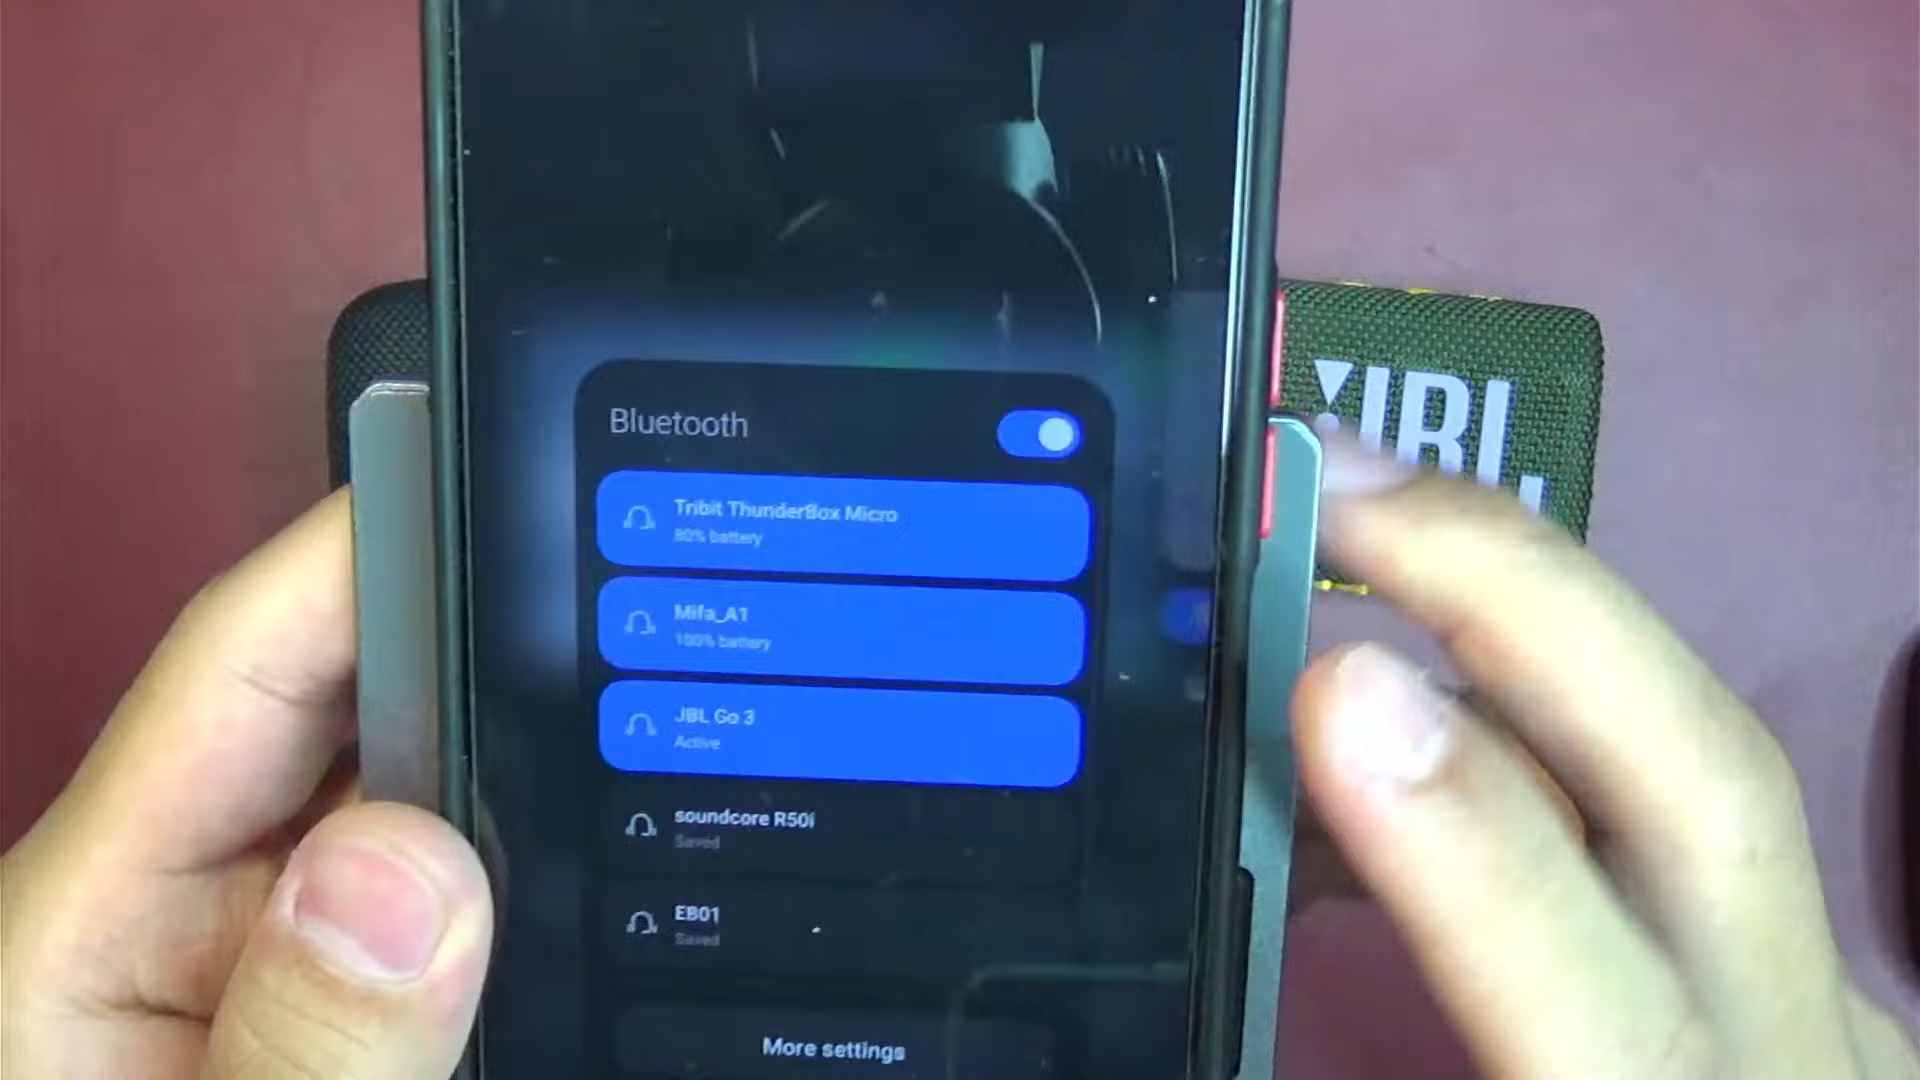 Bluetooth
Tribit ThunderBox Micro
80% battery
Mifa_A1
100% battery
JBL Go 3
Active
soundcore R50i
Saved
EB01
Saved
More settings
JBL